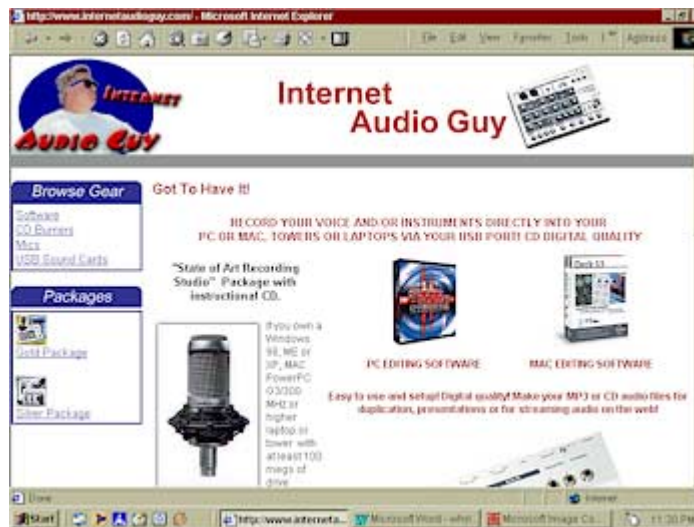 http://www.internetaudioguy.com/ - Microsoft Internet Explorer
File Edit View Favorites Tools Address
INTERNET
AUDIO GUY
Internet
Audio Guy
Browse Gear
Software
CD Burners
Mics
USB Sound Cards
Packages
Gold Package
Silver Package
Got To Have It!
RECORD YOUR VOICE AND/OR INSTRUMENTS DIRECTLY INTO YOUR
PC OR MAC, TOWERS OR LAPTOPS VIA YOUR USB PORT! CD DIGITAL QUALITY
"State of Art Recording
Studio" Package with
instructional CD.
If you own a
Windows
98, ME or
XP, MAC
PowerPC
G3/300
MHz or
higher
laptop or
tower with
at least 100
megs of
drive
PC EDITING SOFTWARE
MAC EDITING SOFTWARE
Easy to use and setup! Digital quality! Make your MP3 or CD audio files for
duplication, presentations or for streaming audio on the web!
Done
Internet
Start
http://www.interneta...
Microsoft Word - 
Microsoft Image Co...
11:30 PM